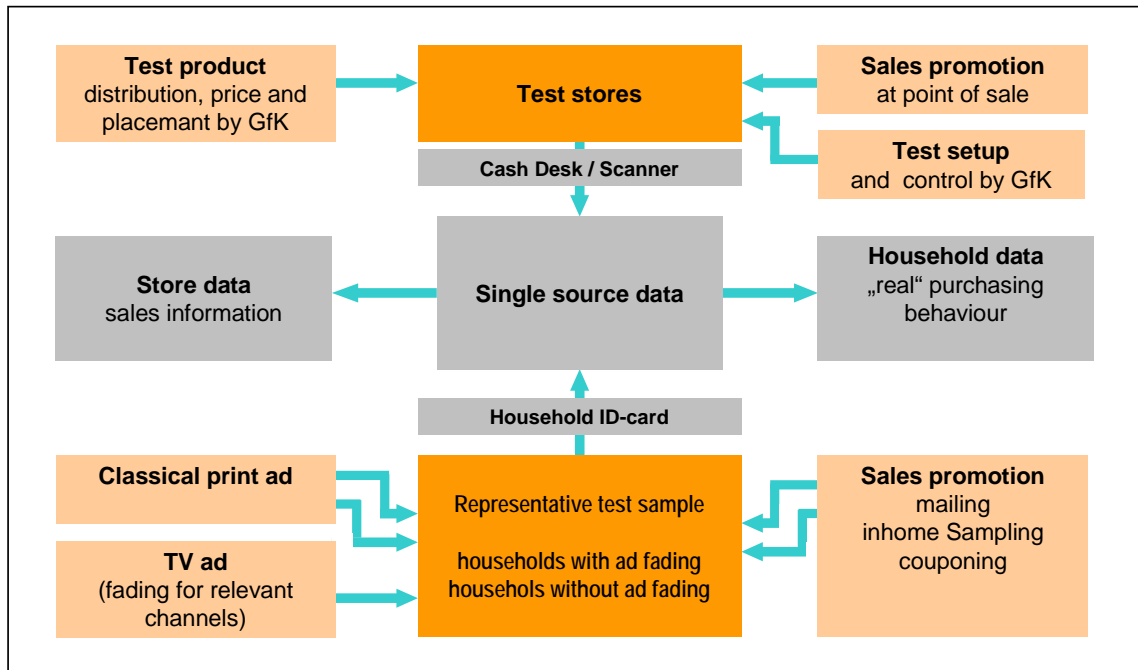 Test product
distribution, price and
placemant by GfK
Test stores
Sales promotion
at point of sale
Test setup
and control by GfK
Cash Desk / Scanner
Store data
sales information
Single source data
Household data
„real“ purchasing
behaviour
Household ID-card
Classical print ad
TV ad
(fading for relevant
channels)
Representative test sample
households with ad fading
househols without ad fading
Sales promotion
mailing
inhome Sampling
couponing